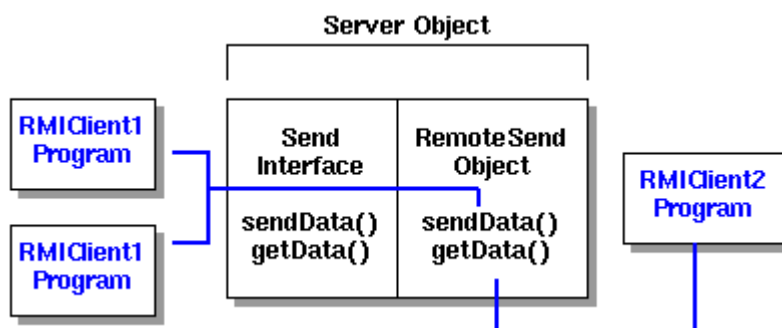 Server Object
RMIClient1
Program
RMIClient1
Program
Send
Interface
sendData()
getData()
RemoteSend
Object
sendData()
getData()
RMIClient2
Program